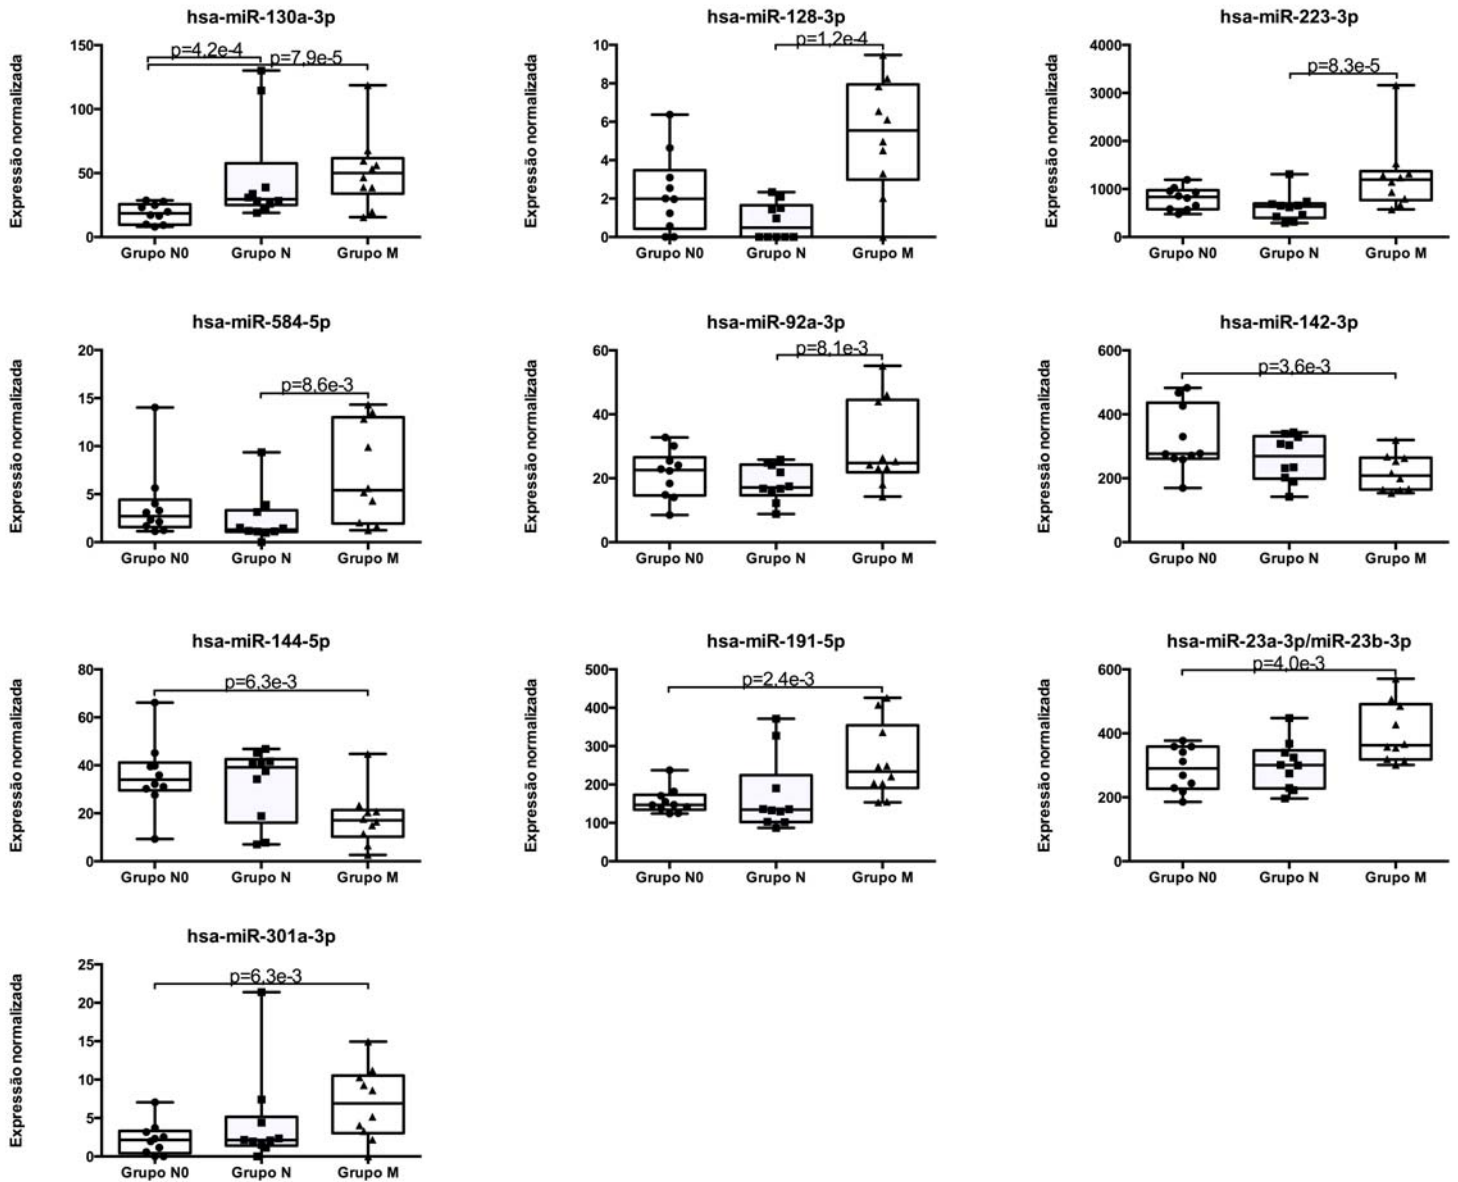 hsa-miR-130a-3p
Expressão normalizada
150
100
50
0
p=4,2e-4
p=7,9e-5
Grupo N0 Grupo N Grupo M
hsa-miR-128-3p
Expressão normalizada
10
8
6
4
2
0
p=1,2e-4
Grupo N0 Grupo N Grupo M
hsa-miR-223-3p
Expressão normalizada
4000
3000
2000
1000
0
p=8,3e-5
Grupo N0 Grupo N Grupo M
hsa-miR-584-5p
Expressão normalizada
20
15
10
5
0
p=8,6e-3
Grupo N0 Grupo N Grupo M
hsa-miR-92a-3p
Expressão normalizada
60
40
20
0
p=8,1e-3
Grupo N0 Grupo N Grupo M
hsa-miR-142-3p
Expressão normalizada
600
400
200
0
p=3,6e-3
Grupo N0 Grupo N Grupo M
hsa-miR-144-5p
Expressão normalizada
80
60
40
20
0
p=6,3e-3
Grupo N0 Grupo N Grupo M
hsa-miR-191-5p
Expressão normalizada
500
400
300
200
100
0
p=2,4e-3
Grupo N0 Grupo N Grupo M
hsa-miR-23a-3p/miR-23b-3p
Expressão normalizada
600
400
200
0
p=4,0e-3
Grupo N0 Grupo N Grupo M
hsa-miR-301a-3p
Expressão normalizada
25
20
15
10
5
0
p=6,3e-3
Grupo N0 Grupo N Grupo M